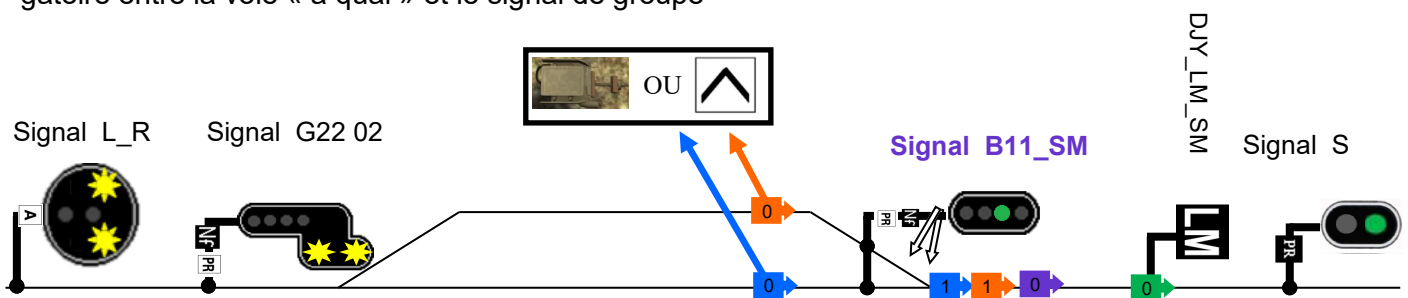 gatoire entre la voie « à quai » et le signal de groupe
OU
DJY_LM_SM
Signal L_R
Signal G22 02
Signal B11_SM
Signal S
A
Nf
PR
0
PR
Nf
LM
PR
0
1
1
0
0